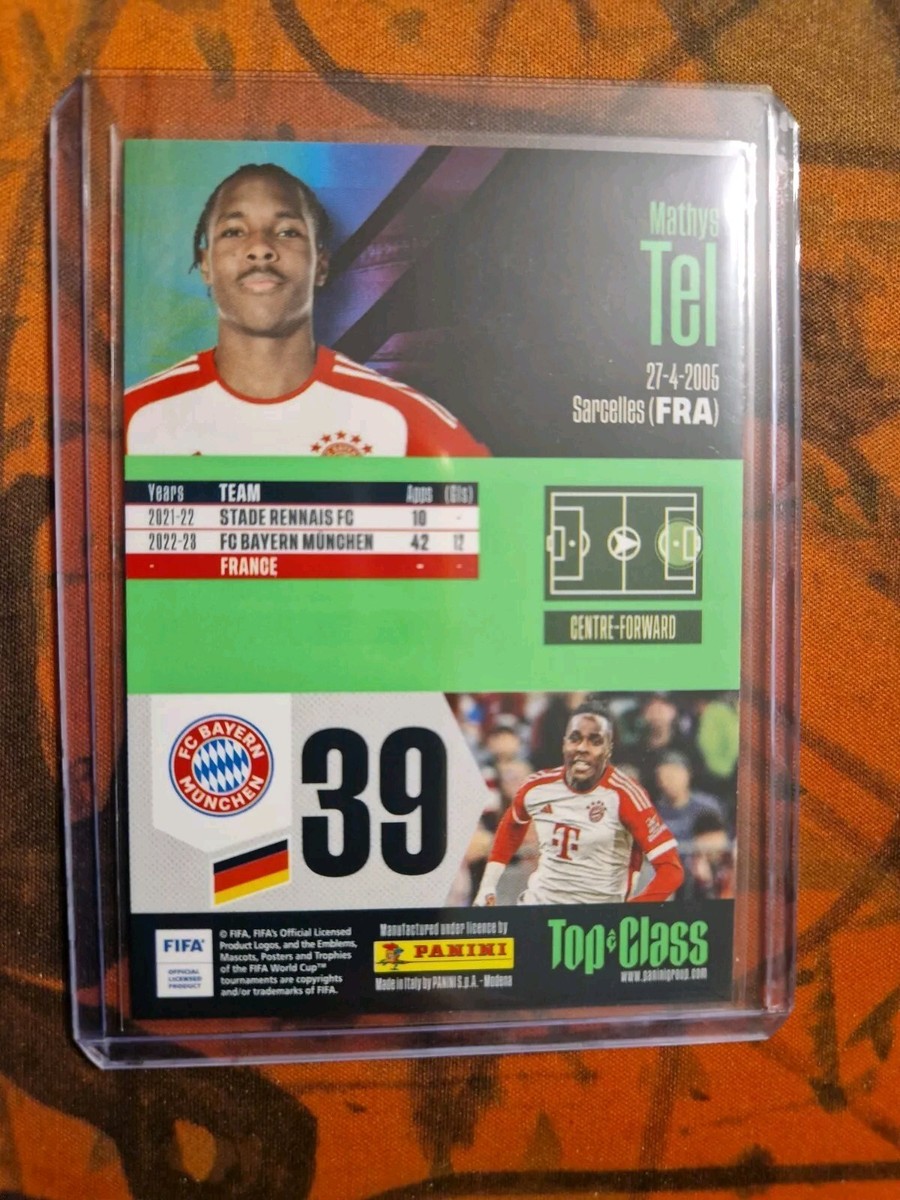 Mathys
Tel
27-4-2005
Sarcelles (FRA)
Years TEAM Apps (Gls)
2021-22 STADE RENNAIS FC 10 -
2022-23 FC BAYERN MÜNCHEN 42 12
- FRANCE - -
CENTRE-FORWARD
FC BAYERN
MÜNCHEN
39
T
FIFA®
OFFICIAL
LICENSED
PRODUCT
© FIFA, FIFA's Official Licensed
Product Logos, and the Emblems,
Mascots, Posters and Trophies
of the FIFA World Cup™
tournaments are copyrights
and/or trademarks of FIFA.
Manufactured under licence by
PANINI
Made in Italy by PANINI S.p.A. - Modena
Top Class
www.paninigroup.com